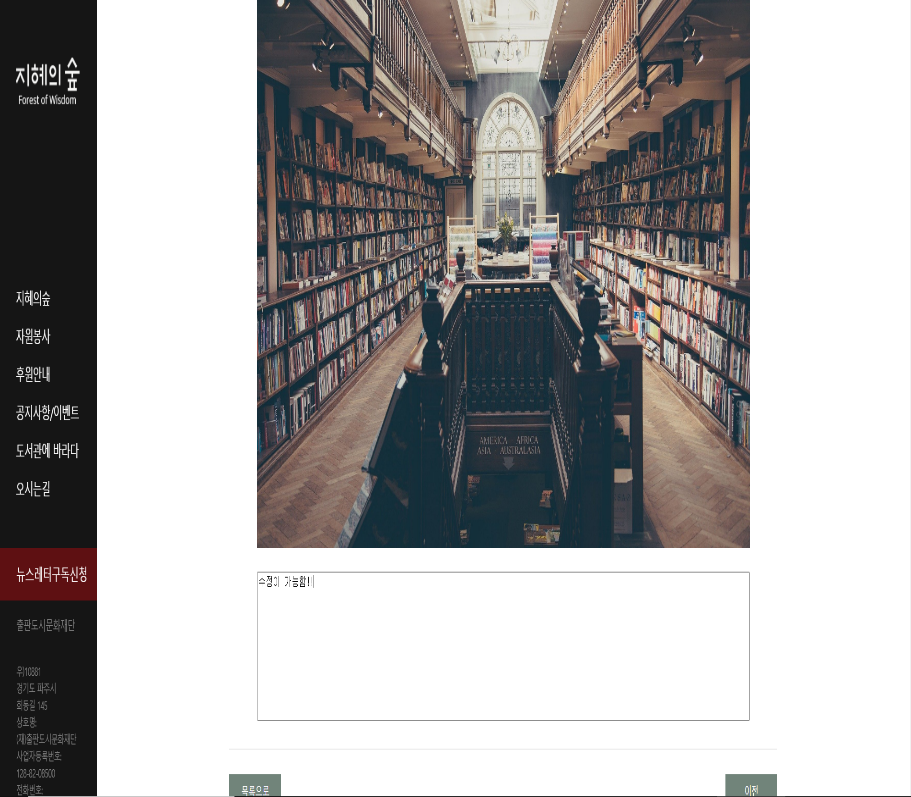 지혜의 숲
Forest of Wisdom
지혜의숲
자원봉사
후원안내
공지사항/이벤트
도서관에 바라다
오시는길
뉴스레터구독신청
출판도시문화재단
우)10881
경기도 파주시
회동길 145
상호명:
(재)출판도시문화재단
사업자등록번호:
128-82-08500
전화번호:
AMERICA AFRICA
ASIA AUSTRALASIA
수정이 가능함!!
목록으로
이전